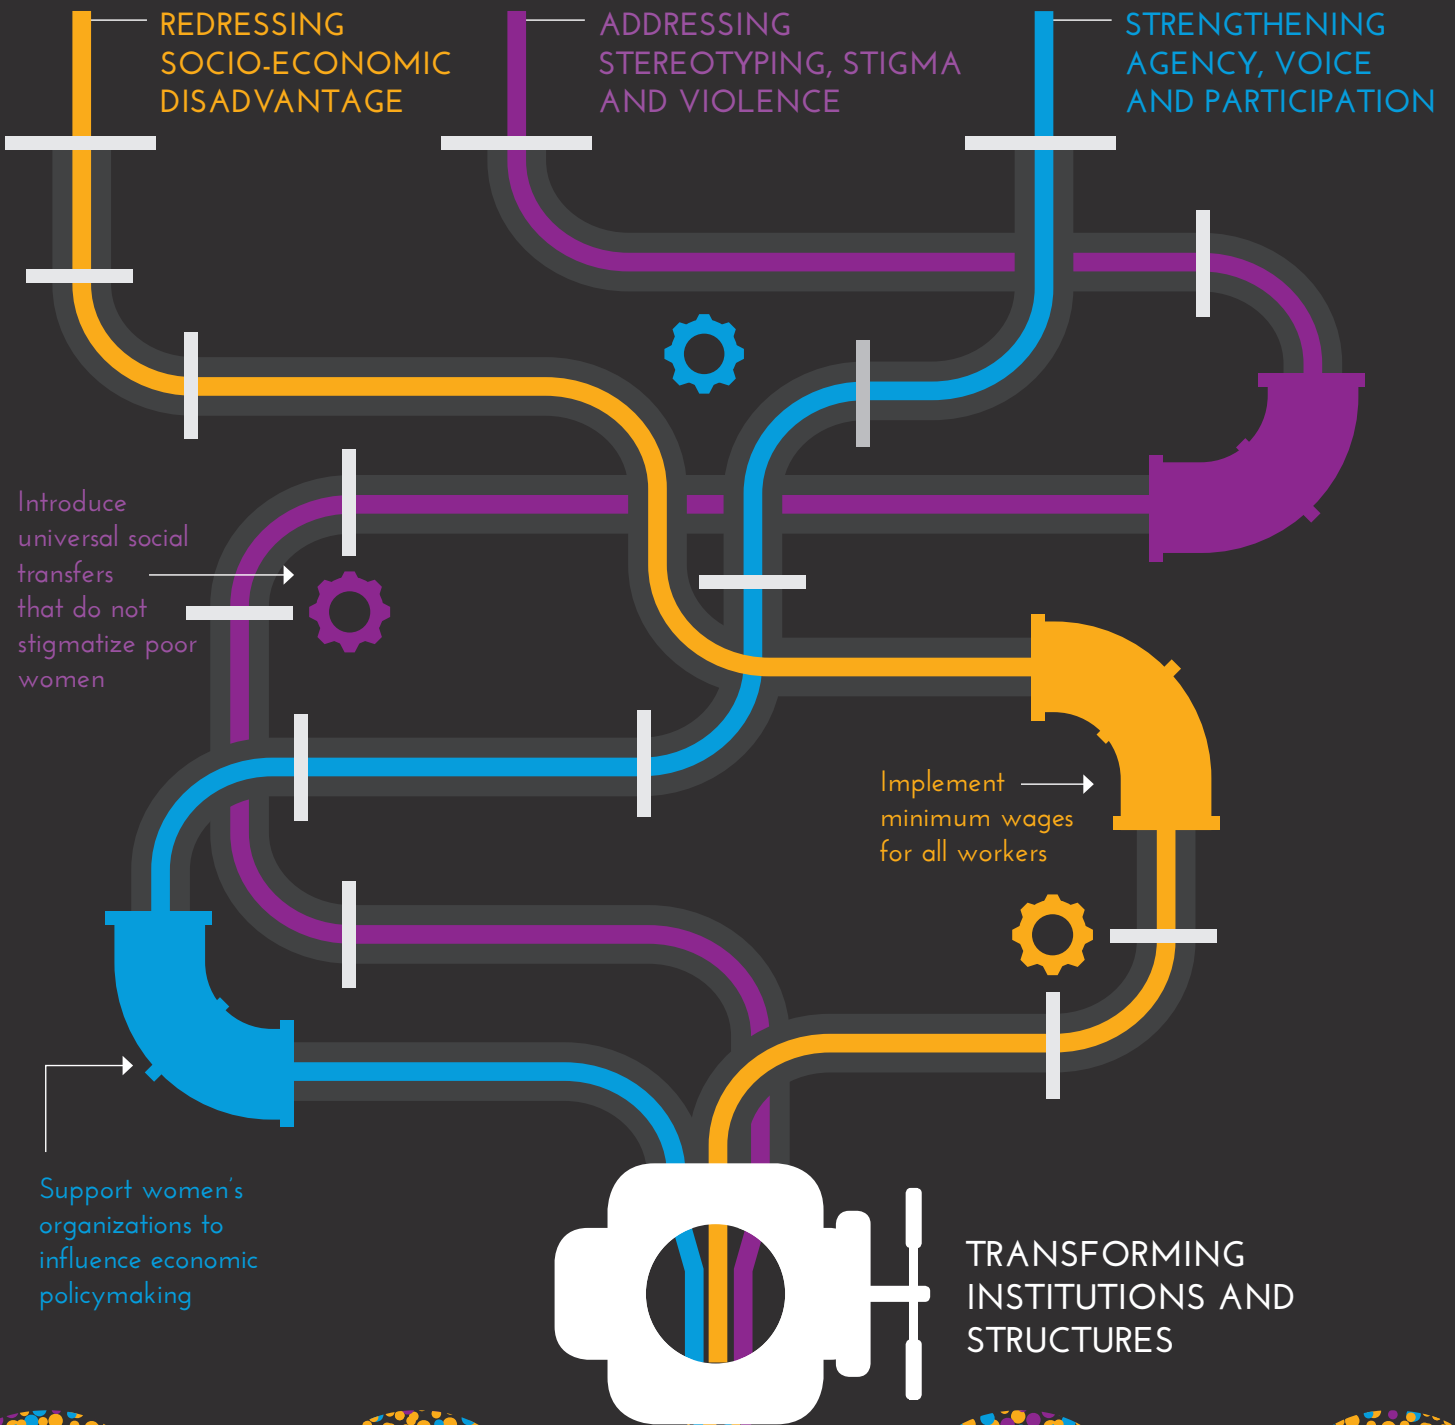 REDRESSING
SOCIO-ECONOMIC
DISADVANTAGE
ADDRESSING
STEREOTYPING, STIGMA
AND VIOLENCE
STRENGTHENING
AGENCY, VOICE
AND PARTICIPATION
Introduce
universal social
transfers
that do not
stigmatize poor
women
Implement
minimum wages
for all workers
Support women's
organizations to
influence economic
policymaking
TRANSFORMING
INSTITUTIONS AND
STRUCTURES